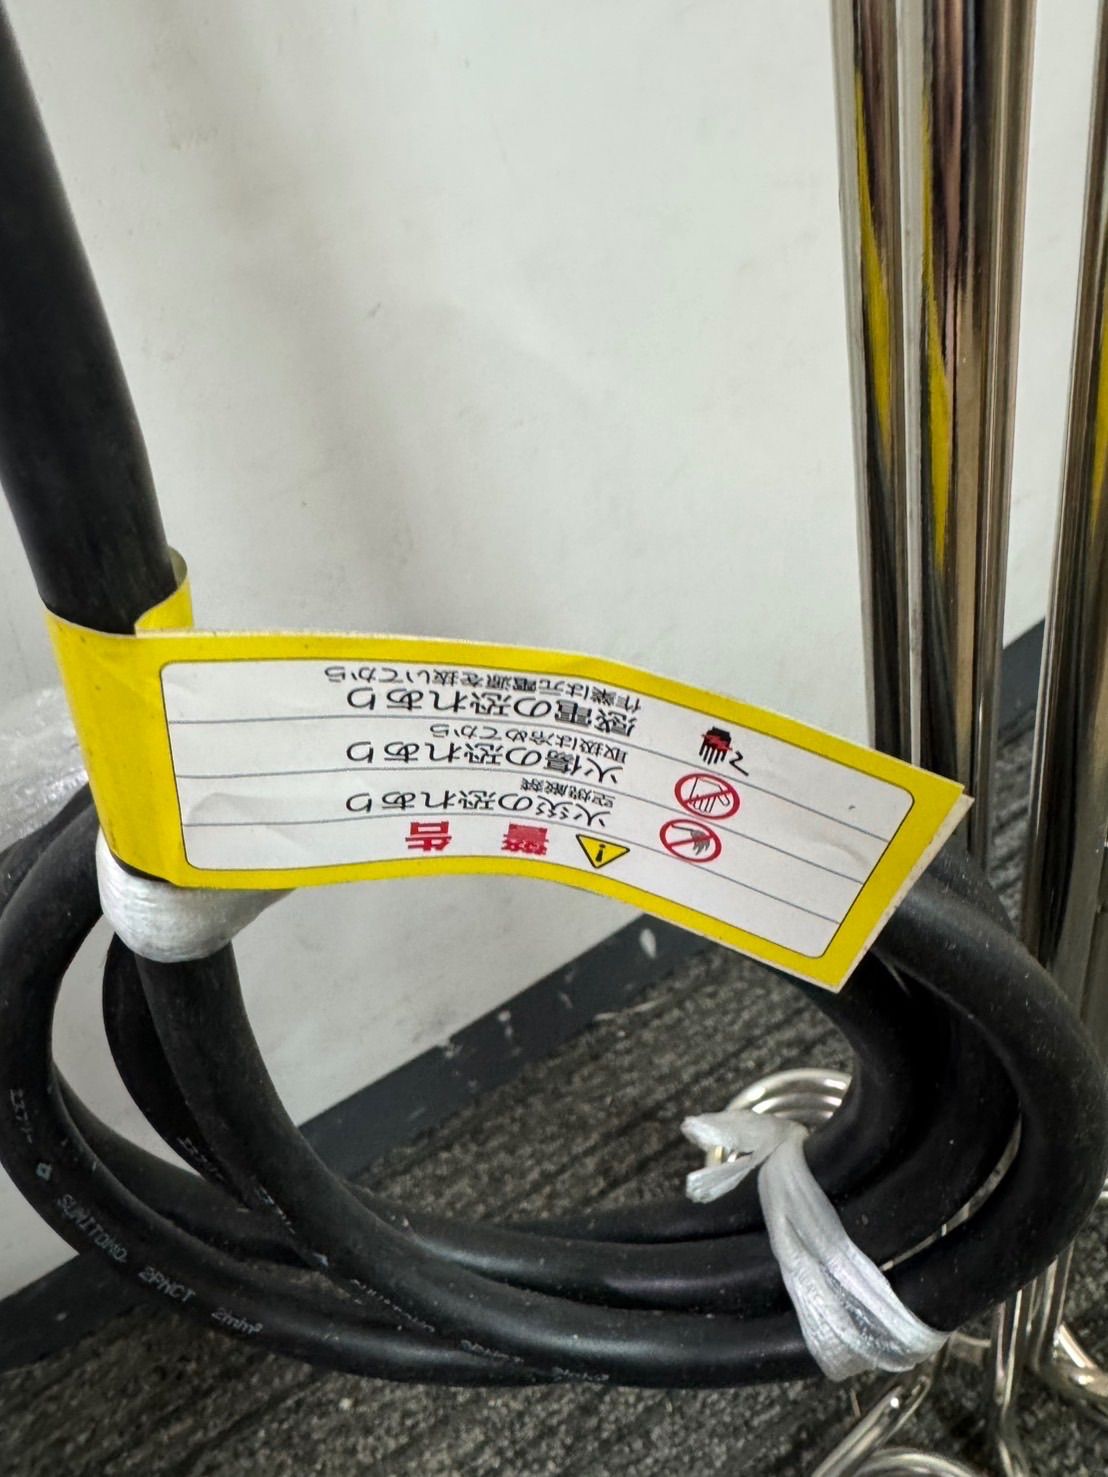 警告
火災の恐れあり
空焼厳禁
火傷の恐れあり
取扱は冷めてから
感電の恐れあり
作業は元電源を抜いてから
SUMITOMO 2PNCT 2mm²